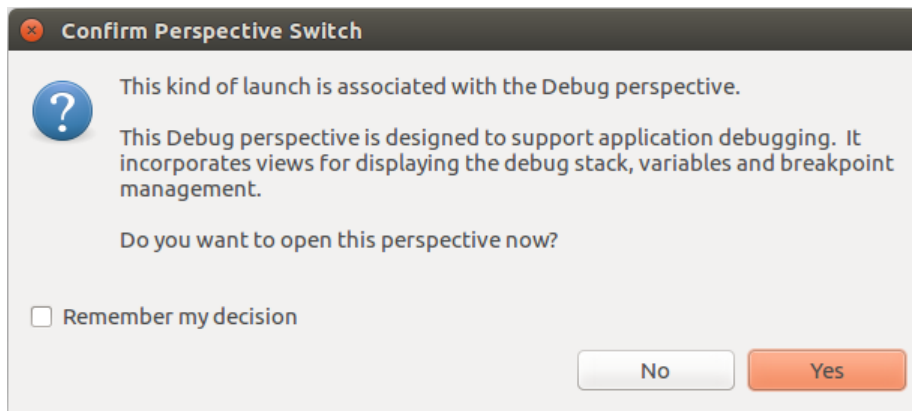 Confirm Perspective Switch
This kind of launch is associated with the Debug perspective.
This Debug perspective is designed to support application debugging.  It
incorporates views for displaying the debug stack, variables and breakpoint
management.
Do you want to open this perspective now?
Remember my decision
No
Yes